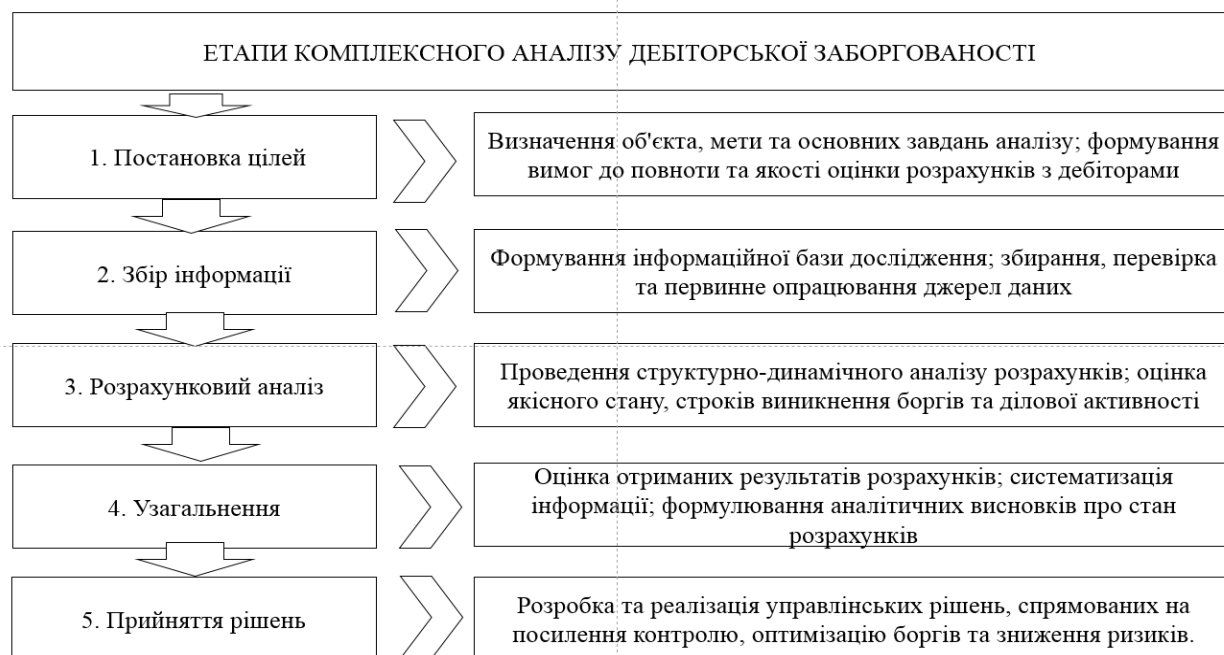 ЕТАПИ КОМПЛЕКСНОГО АНАЛІЗУ ДЕБІТОРСЬКОЇ ЗАБОРГОВАНОСТІ
1. Постановка цілей
Визначення об'єкта, мети та основних завдань аналізу; формування
вимог до повноти та якості оцінки розрахунків з дебіторами
2. Збір інформації
Формування інформаційної бази дослідження; збирання, перевірка
та первинне опрацювання джерел даних
3. Розрахунковий аналіз
Проведення структурно-динамічного аналізу розрахунків; оцінка
якісного стану, строків виникнення боргів та ділової активності
4. Узагальнення
Оцінка отриманих результатів розрахунків; систематизація
інформації; формулювання аналітичних висновків про стан
розрахунків
5. Прийняття рішень
Розробка та реалізація управлінських рішень, спрямованих на
посилення контролю, оптимізацію боргів та зниження ризиків.